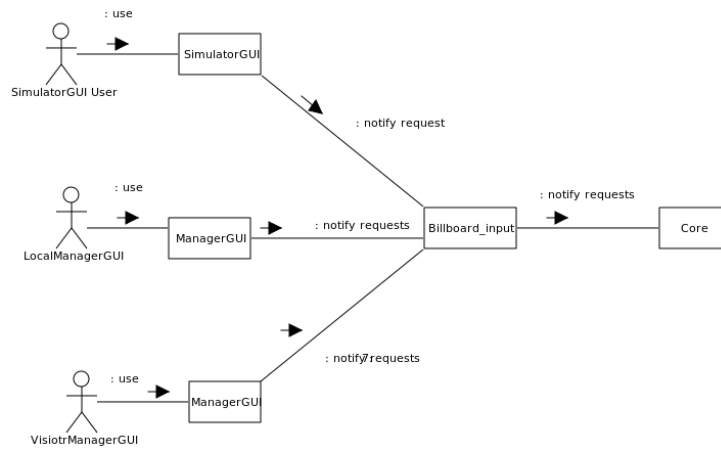 : use
SimulatorGUI
SimulatorGUI User
: notify request
: use
: notify requests
: notify requests
ManagerGUI
Billboard_input
Core
LocalManagerGUI
: notify7requests
: use
ManagerGUI
VisiotrManagerGUI